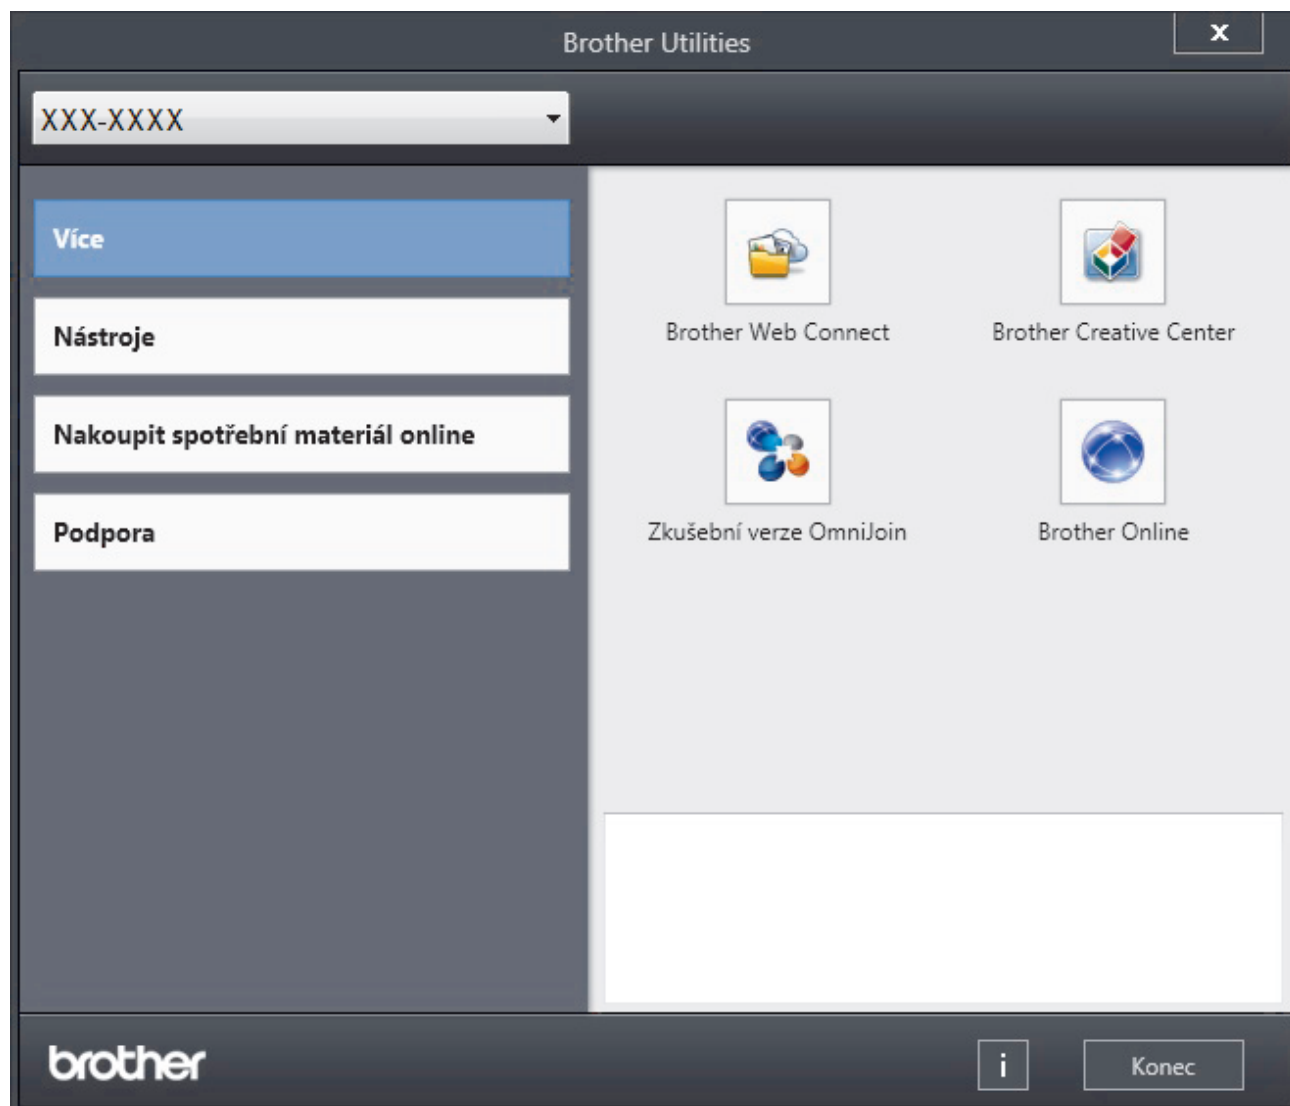 Brother Utilities
x
XXX-XXXX
Více
Nástroje
Nakoupit spotřební materiál online
Podpora
Brother Web Connect
Brother Creative Center
Zkušební verze OmniJoin
Brother Online
brother
i
Konec